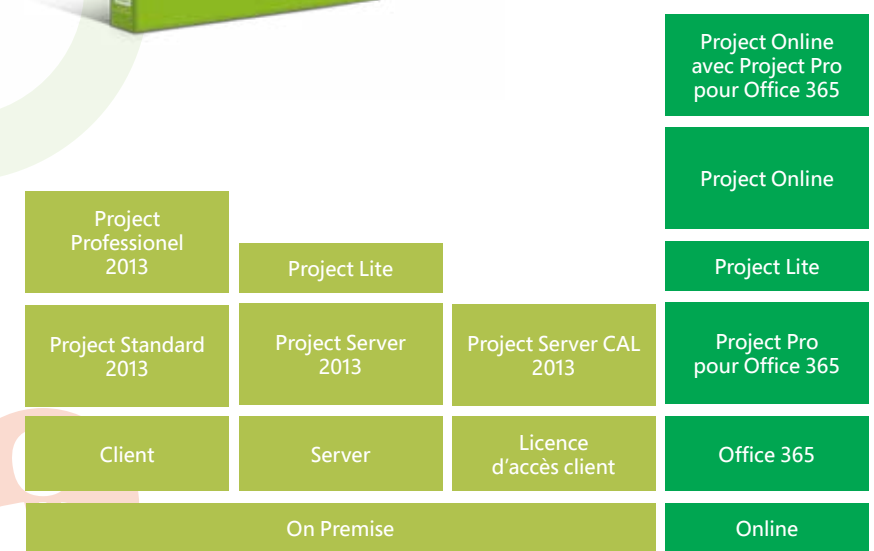 Project Online
avec Project Pro
pour Office 365
Project Online
Project
Professionel
2013
Project Lite
Project Lite
Project Standard
2013
Project Server
2013
Project Server CAL
2013
Project Pro
pour Office 365
Client
Server
Licence
d'accès client
Office 365
On Premise
Online